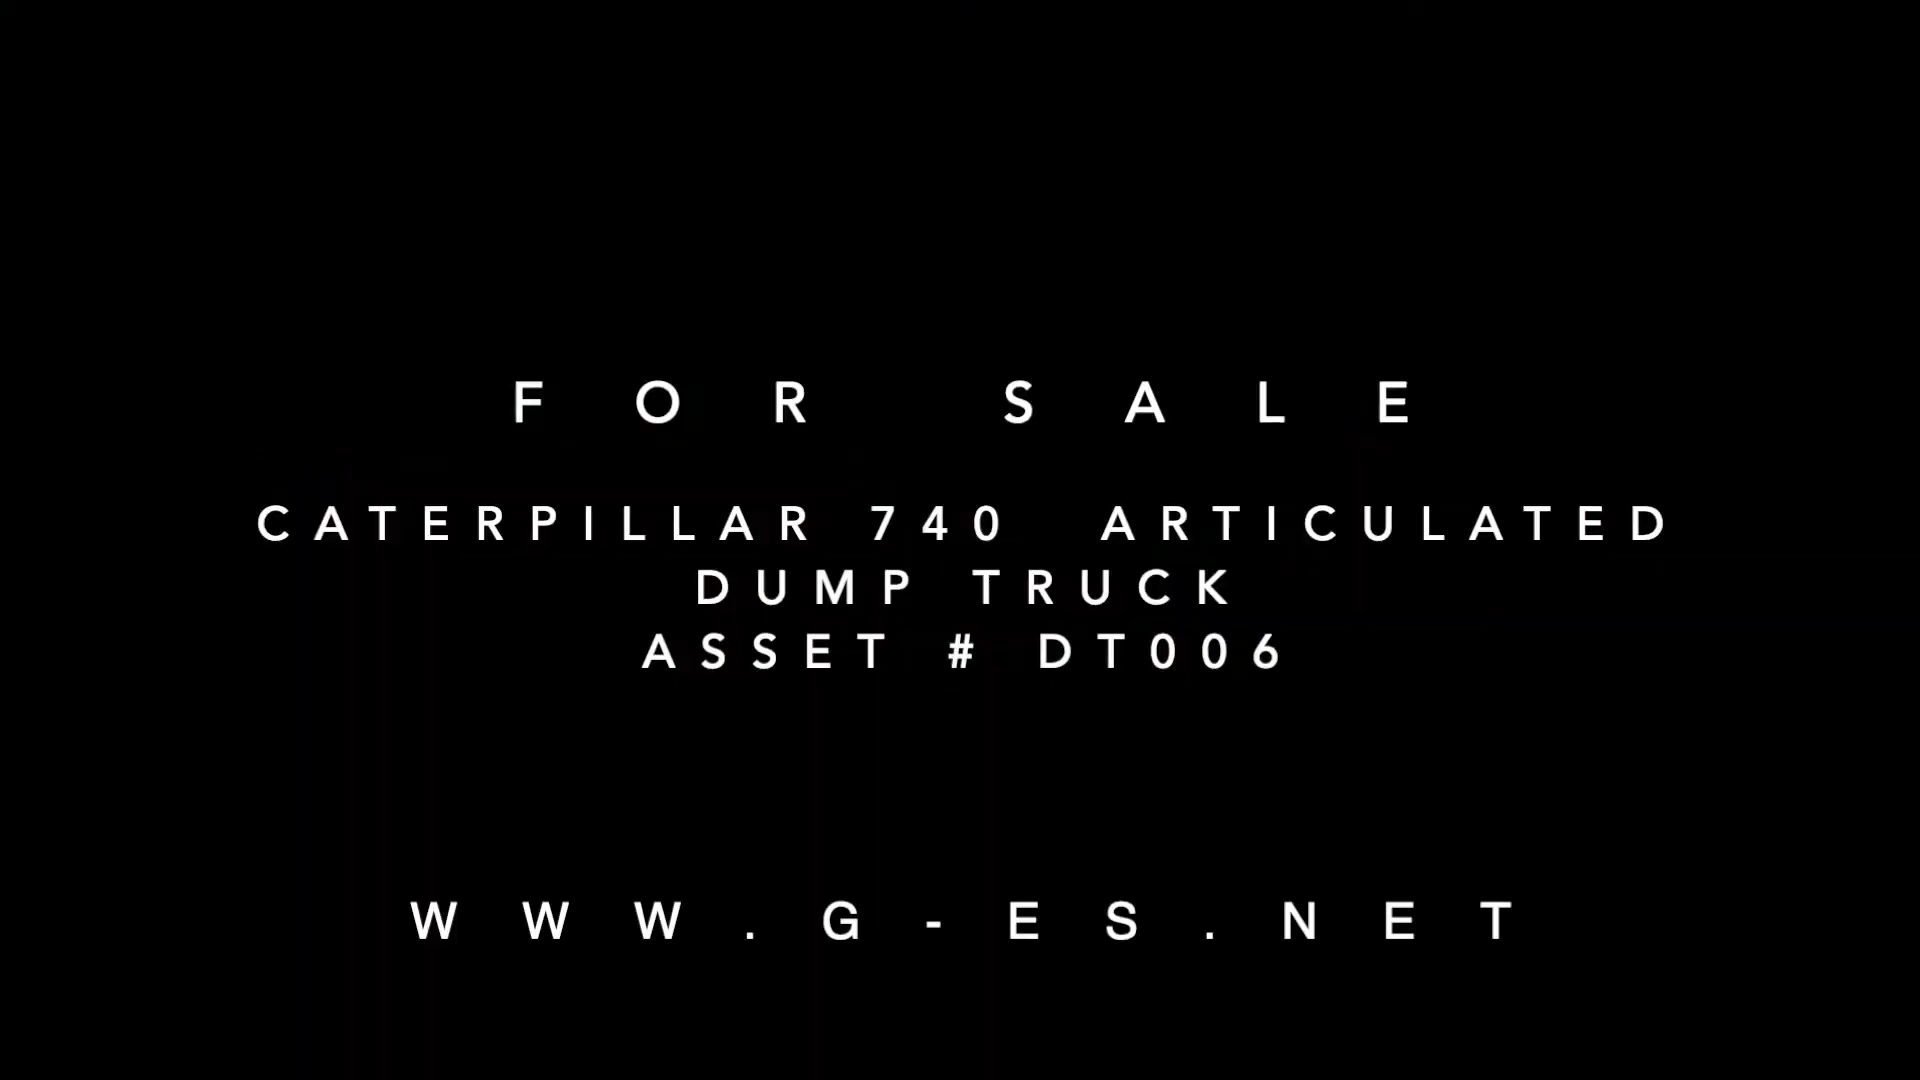 FOR SALE
CATERPILLAR 740 ARTICULATED
DUMP TRUCK
ASSET # DT006
WWW.G-ES.NET